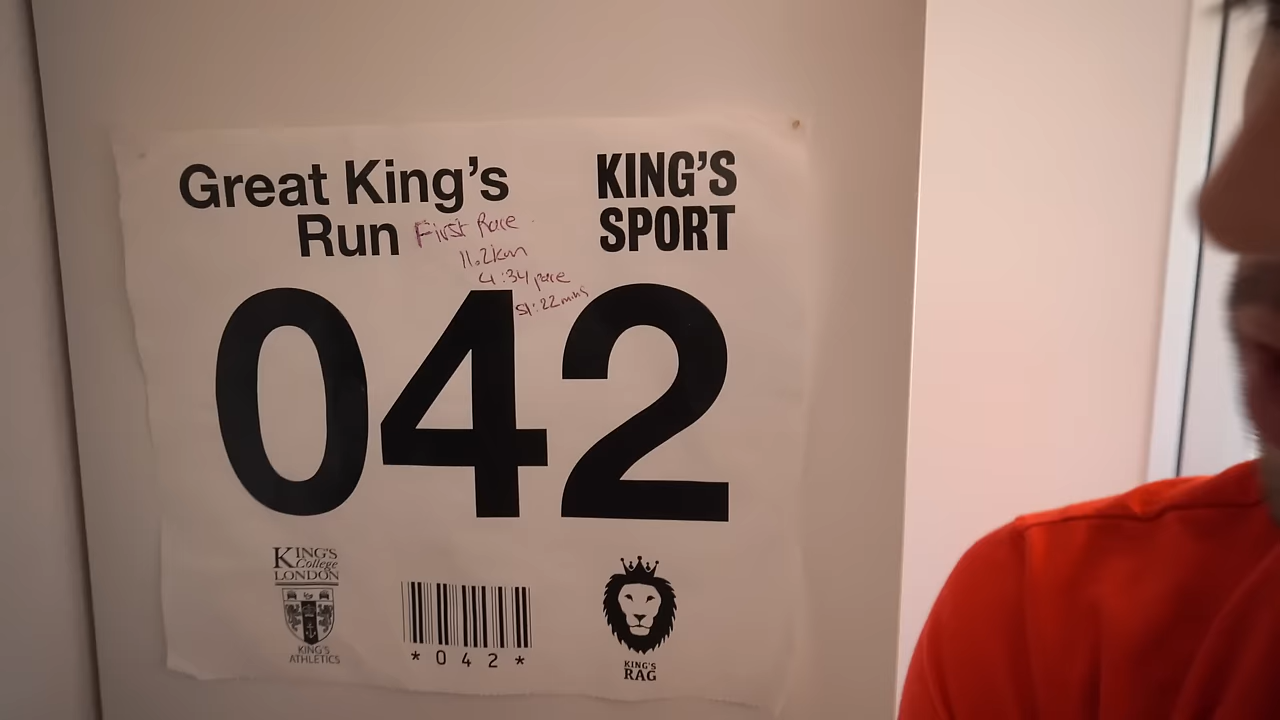 Great King's
Run
KING'S
SPORT
First Race
11.2km
4:34 pace
51:22 mins
042
KING'S
College
LONDON
KING'S
ATHLETICS
*042*
KING'S
RAG